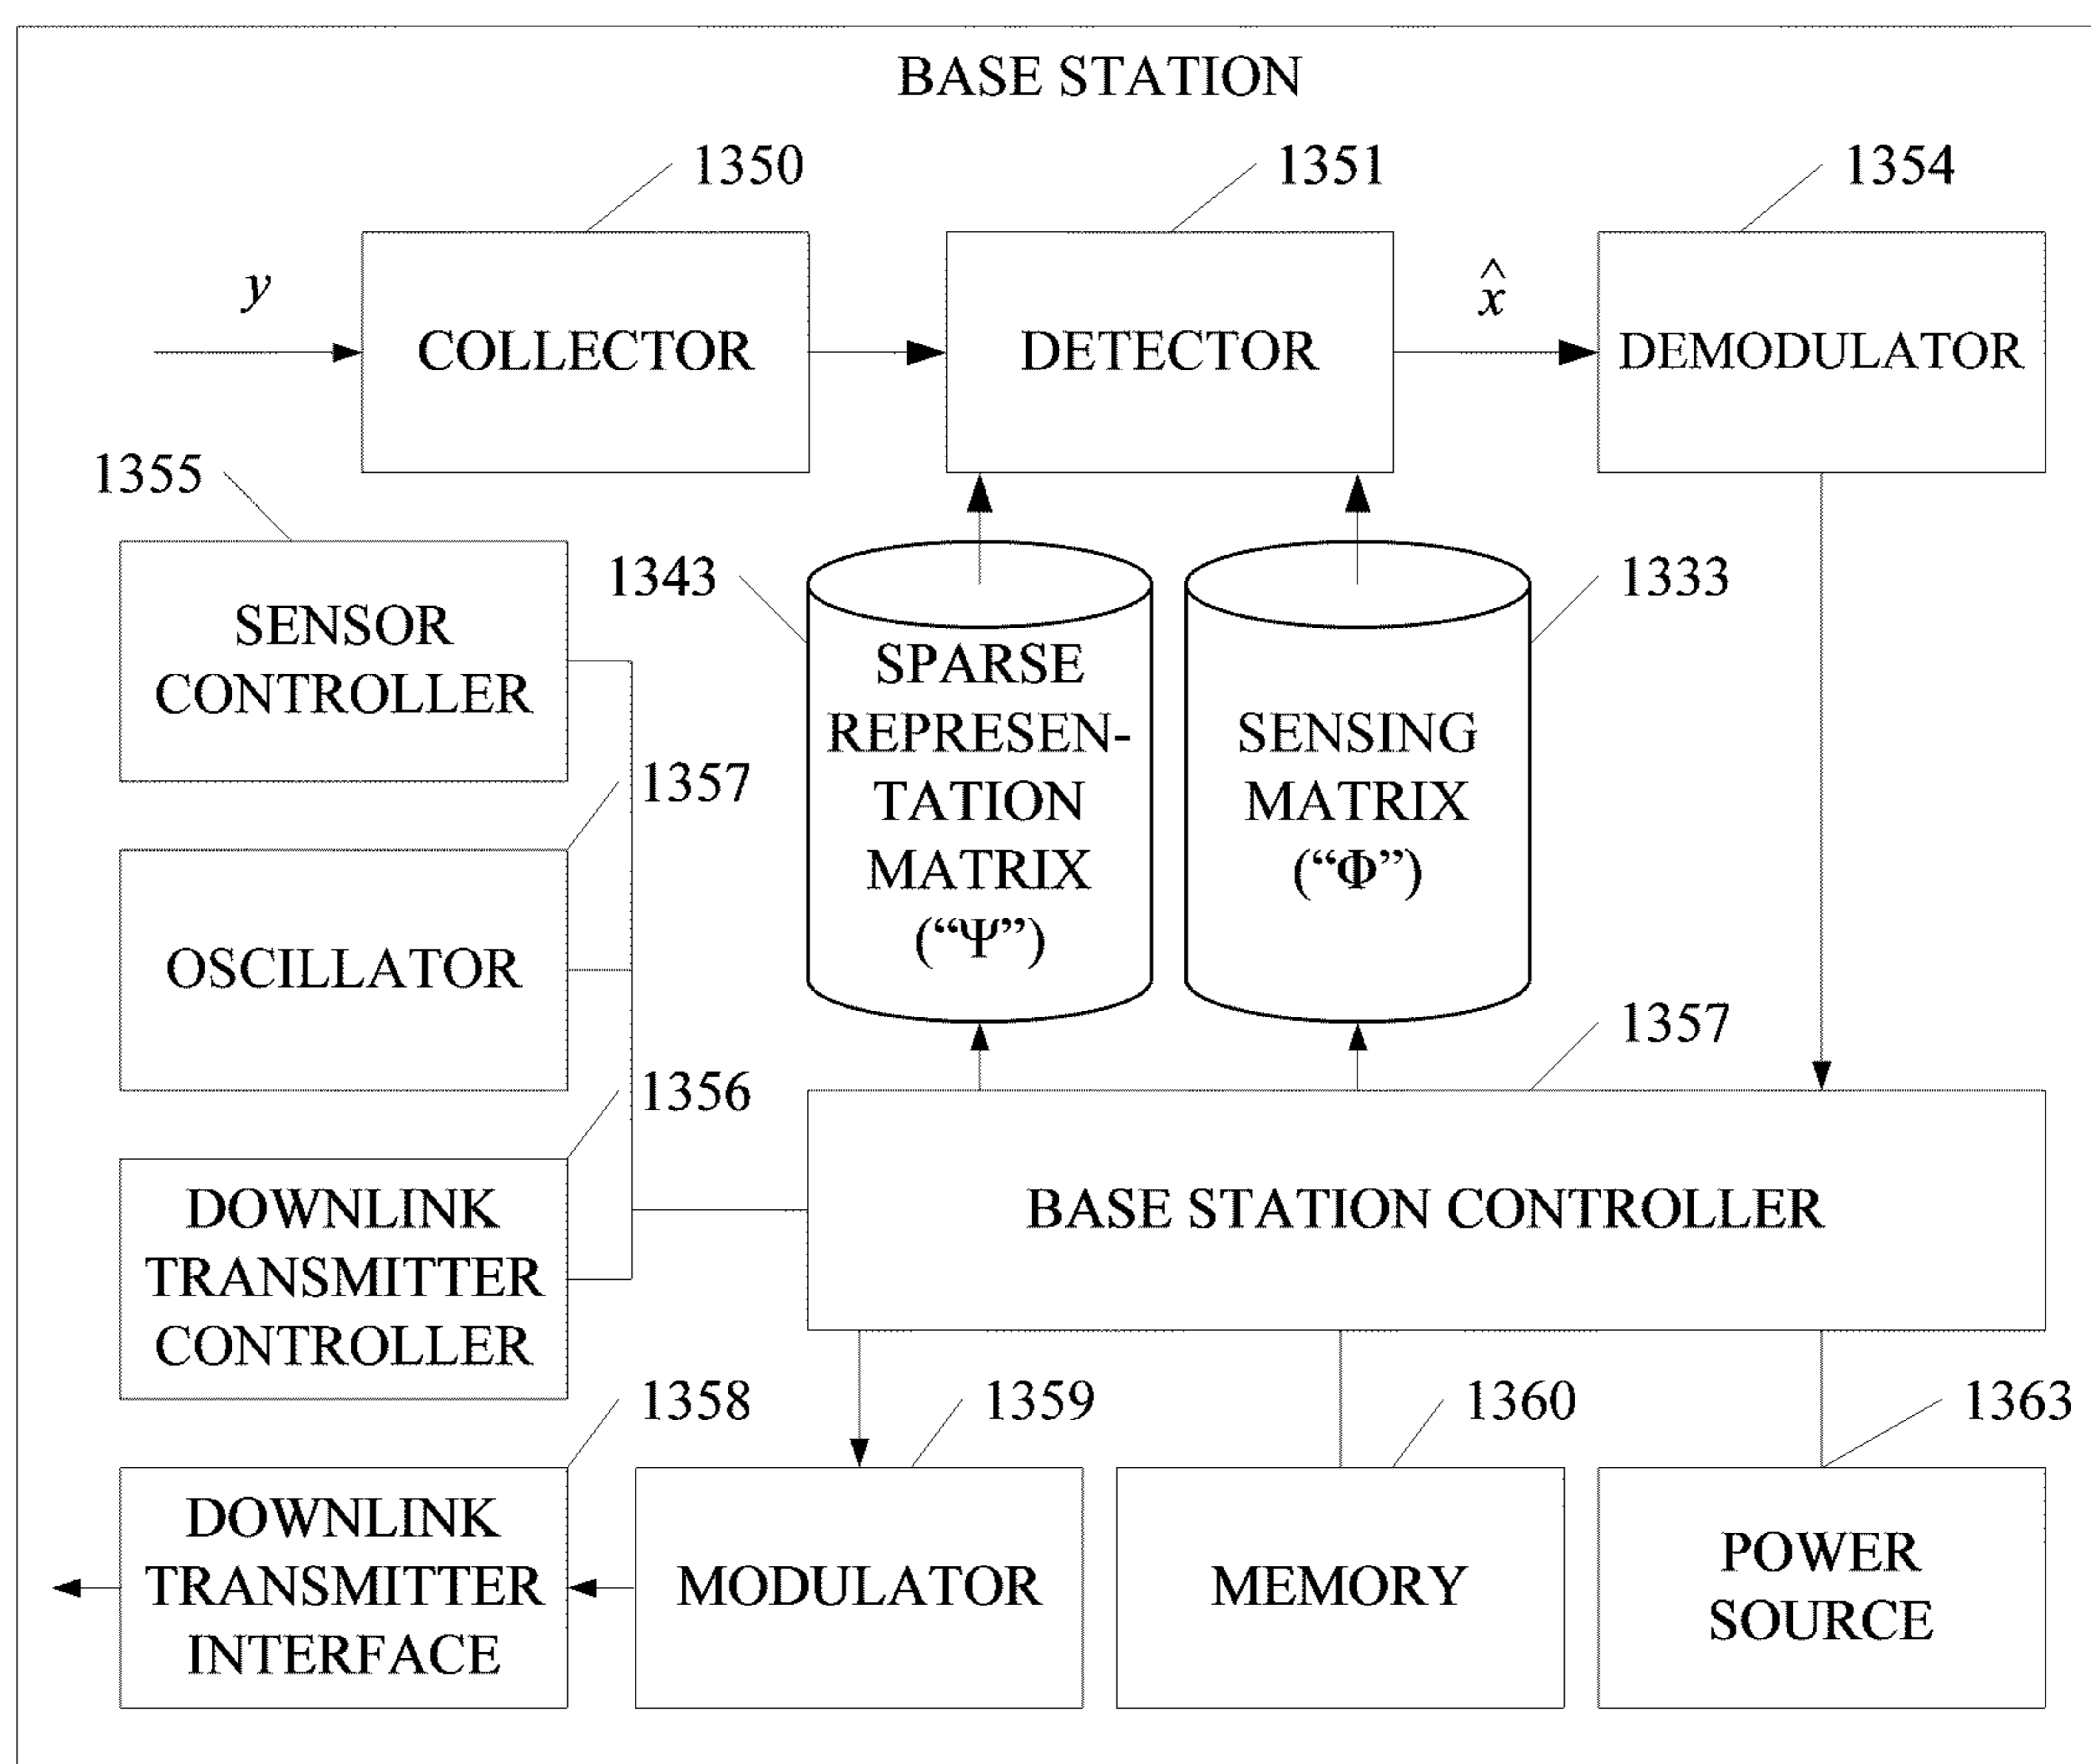 BASE STATION
1350
1351
1354
y
COLLECTOR
DETECTOR
x̂
DEMODULATOR
1355
SENSOR
CONTROLLER
1343
SPARSE
REPRESEN-
TATION
MATRIX
(“Ψ”)
1333
SENSING
MATRIX
(“Φ”)
1357
OSCILLATOR
1357
BASE STATION CONTROLLER
1356
DOWNLINK
TRANSMITTER
CONTROLLER
1358
DOWNLINK
TRANSMITTER
INTERFACE
1359
MODULATOR
1360
MEMORY
1363
POWER
SOURCE